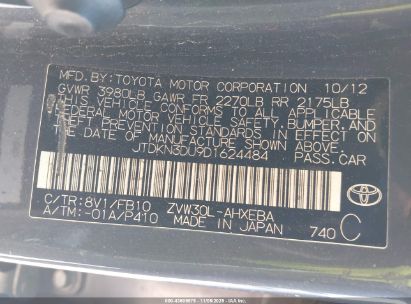 MFD. BY: TOYOTA MOTOR CORPORATION 10/12
GVWR 3980LB GAWR FR 2270LB RR 2175LB
THIS VEHICLE CONFORMS TO ALL APPLICABLE
FEDERAL MOTOR VEHICLE SAFETY, BUMPER, AND
THEFT PREVENTION STANDARDS IN EFFECT ON
THE DATE OF MANUFACTURE SHOWN ABOVE.
JTDKN3DU9D1624484 PASS.CAR
C/TR:8V1/FB10 ZVW30L-AHXEBA
A/TM:-01A/P410 MADE IN JAPAN 740 C
TOYOTA